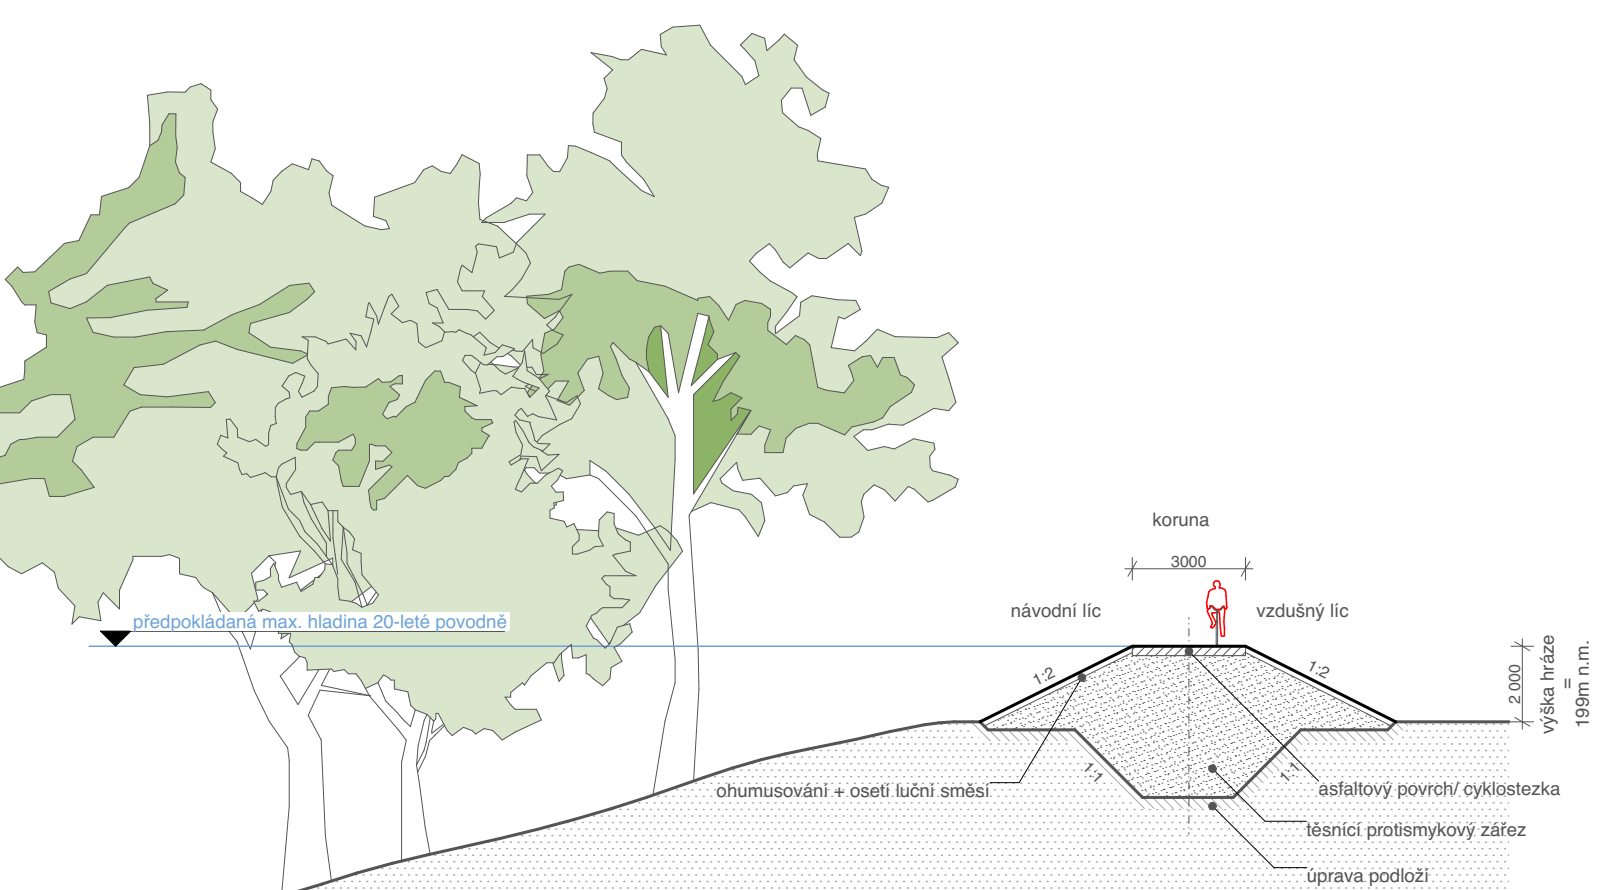 koruna
3000
návodní líc
vzdušný líc
předpokládaná max. hladina 20-leté povodně
1:2
1:2
2 000
výška hráze
=
199m n.m.
1:1
1:1
ohumusování + osetí luční směsí
asfaltový povrch/ cyklostezka
těsnící protismykový zářez
úprava podloží